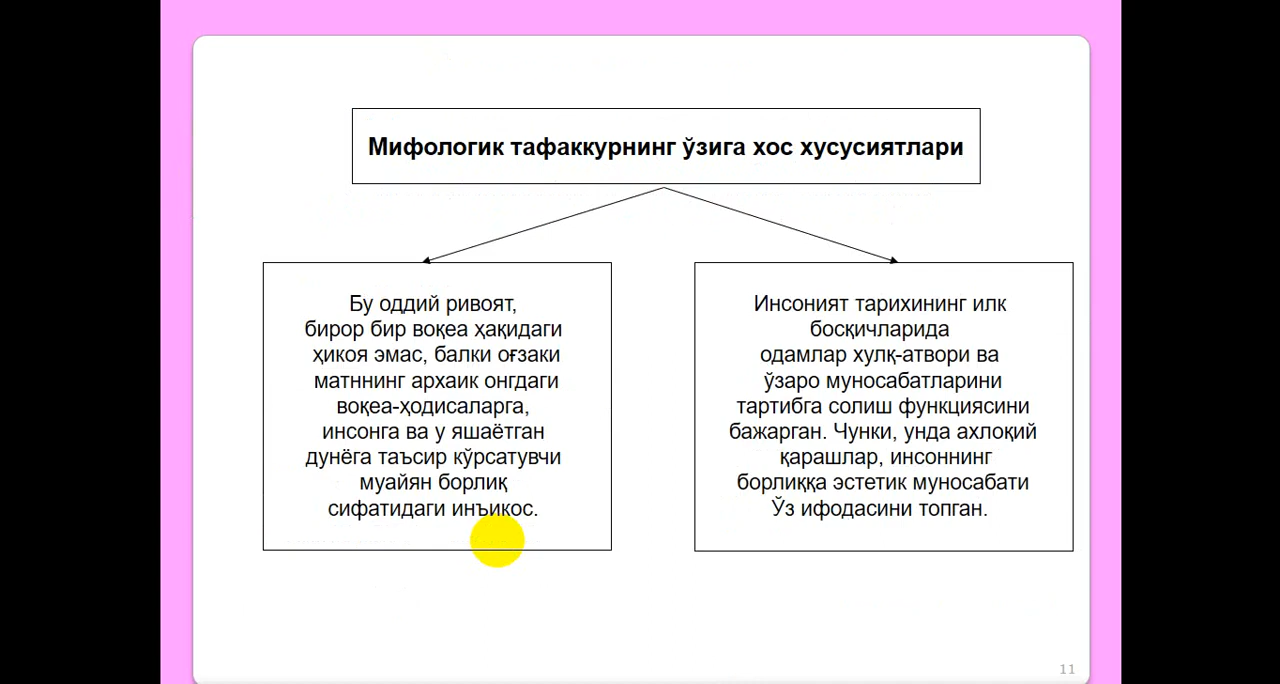 Мифологик тафаккурнинг ўзига хос хусусиятлари
Бу оддий ривоят,
бирор бир воқеа ҳақидаги
ҳикоя эмас, балки оғзаки
матннинг архаик онгдаги
воқеа-ҳодисаларга,
инсонга ва у яшаётган
дунёга таъсир кўрсатувчи
муайян борлиқ
сифатидаги инъикос.
Инсоният тарихининг илк
босқичларида
одамлар хулқ-атвори ва
ўзаро муносабатларини
тартибга солиш функциясини
бажарган. Чунки, унда ахлоқий
қарашлар, инсоннинг
борлиққа эстетик муносабати
Ўз ифодасини топган.
11